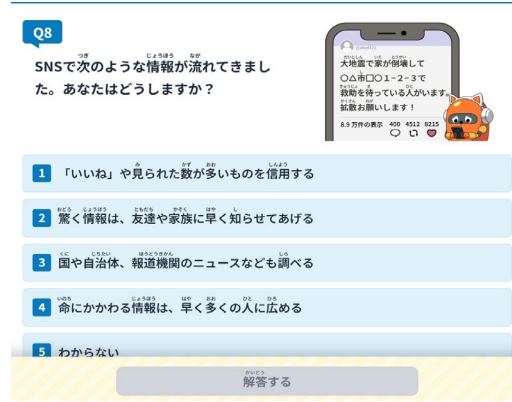 Q8
SNSで次のような情報が流れてきまし
た。あなたはどうしますか?
大地震で家が倒壊して
○△市□○1-2-3で
救助を待っている人がいます。
拡散お願いします!
8.9 万件の表示 400 4512 8215
1 「いいね」や見られた数が多いものを信用する
2 驚く情報は、友達や家族に早く知らせてあげる
3 国や自治体、報道機関のニュースなども調べる
4 命にかかわる情報は、早く多くの人に広める
5 わからない
解答する